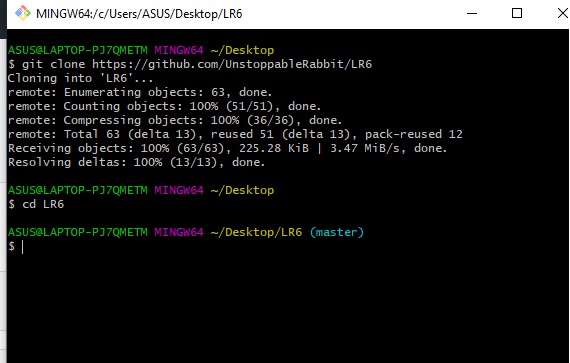 MINGW64:/c/Users/ASUS/Desktop/LR6
ASUS@LAPTOP-PJ7QMETM MINGW64 ~/Desktop
$ git clone https://github.com/UnstoppableRabbit/LR6
Cloning into 'LR6'...
remote: Enumerating objects: 63, done.
remote: Counting objects: 100% (51/51), done.
remote: Compressing objects: 100% (36/36), done.
remote: Total 63 (delta 13), reused 51 (delta 13), pack-reused 12
Receiving objects: 100% (63/63), 225.28 KiB | 3.47 MiB/s, done.
Resolving deltas: 100% (13/13), done.
ASUS@LAPTOP-PJ7QMETM MINGW64 ~/Desktop
$ cd LR6
ASUS@LAPTOP-PJ7QMETM MINGW64 ~/Desktop/LR6 (master)
$